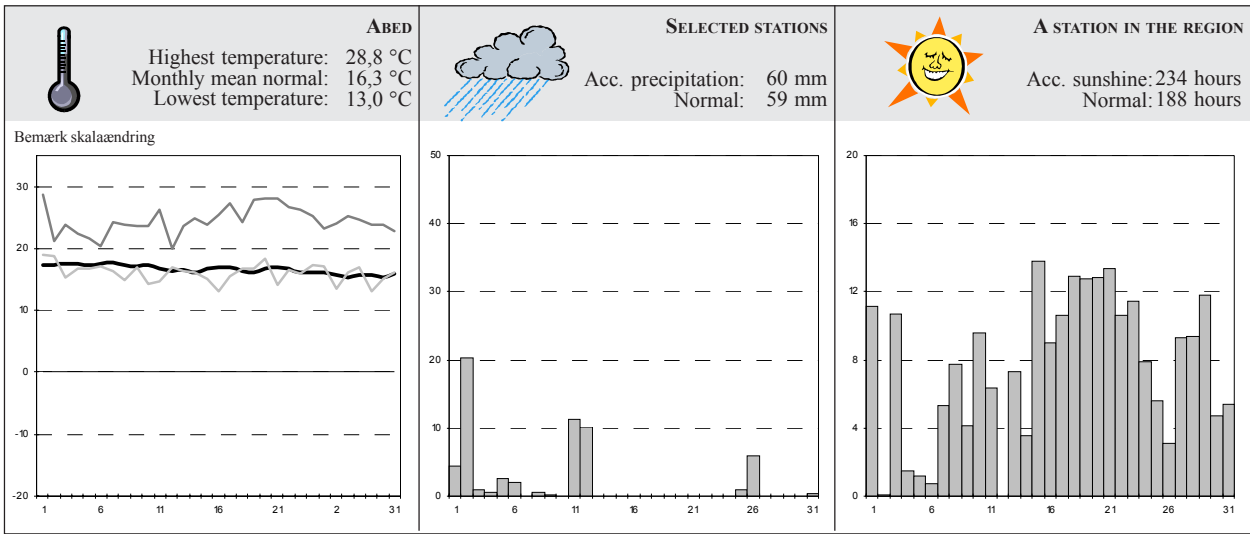 ABED
Highest temperature: 28,8 °C
Monthly mean normal: 16,3 °C
Lowest temperature: 13,0 °C
SELECTED STATIONS
Acc. precipitation: 60 mm
Normal: 59 mm
A STATION IN THE REGION
Acc. sunshine: 234 hours
Normal: 188 hours
Bemærk skalaændring
30
20
10
0
-10
-20
1 6 11 16 21 2 31
50
40
30
20
10
0
1 6 11 16 21 26 31
20
16
12
8
4
0
1 6 11 16 21 26 31